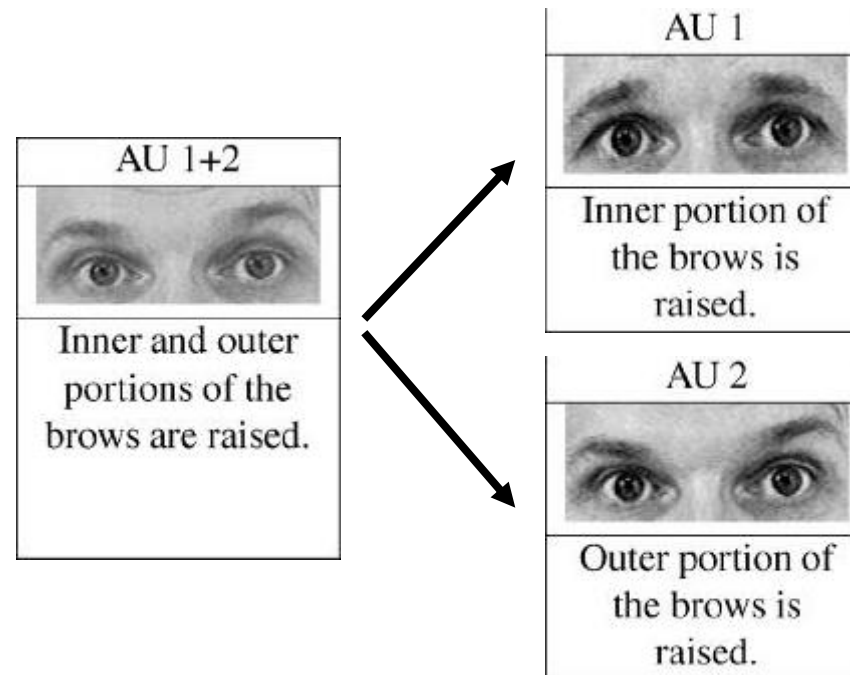 AU 1+2
Inner and outer
portions of the
brows are raised.
AU 1
Inner portion of
the brows is
raised.
AU 2
Outer portion of
the brows is
raised.